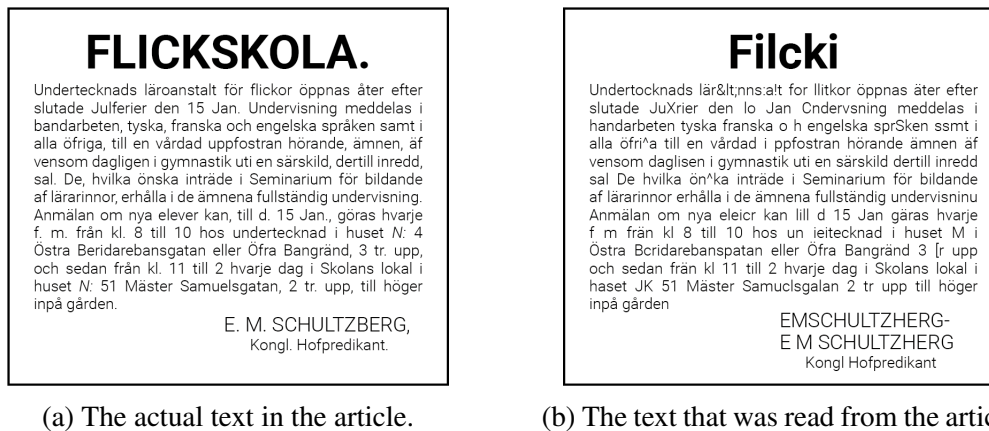 FLICKSKOLA.
Undertecknads läroanstalt för flickor öppnas åter efter
slutade Julferier den 15 Jan. Undervisning meddelas i
bandarbeten, tyska, franska och engelska språken samt i
alla öfriga, till en vårdad uppfostran hörande, ämnen, äf
vensom dagligen i gymnastik uti en särskild, dertill inredd,
sal. De, hvilka önska inträde i Seminarium för bildande
af lärarinnor, erhålla i de ämnena fullständig undervisning.
Anmälan om nya elever kan, till d. 15 Jan., göras hvarje
f. m. från kl. 8 till 10 hos undertecknad i huset N: 4
Östra Beridarebansgatan eller Öfra Bangränd, 3 tr. upp,
och sedan från kl. 11 till 2 hvarje dag i Skolans lokal i
huset N: 51 Mäster Samuelsgatan, 2 tr. upp, till höger
inpå gården.
E. M. SCHULTZBERG,
Kongl. Hofpredikant.
(a) The actual text in the article.
Filcki
Undertocknads lär&lt;nns:a!t for llitkor öppnas äter efter
slutade JuXrier den lo Jan Cndervsning meddelas i
handarbeten tyska franska o h engelska sprSken ssmt i
alla öfri^a till en vårdad i ppfostran hörande ämnen äf
vensom daglisen i gymnastik uti en särskild dertill inredd
sal De hvilka ön^ka inträde i Seminarium för bildande
af lärarinnor erhålla i de ämnena fullständig undervisninu
Anmälan om nya eleicr kan lill d 15 Jan gäras hvarje
f m frän kl 8 till 10 hos un ieitecknad i huset M i
Östra Bcridarebanspatan eller Öfra Bangränd 3 [r upp
och sedan frän kl 11 till 2 hvarje dag i Skolans lokal i
haset JK 51 Mäster Samuclsgalan 2 tr upp till höger
inpå gården
EMSCHULTZHERG-
E M SCHULTZHERG
Kongl Hofpredikant
(b) The text that was read from the artic